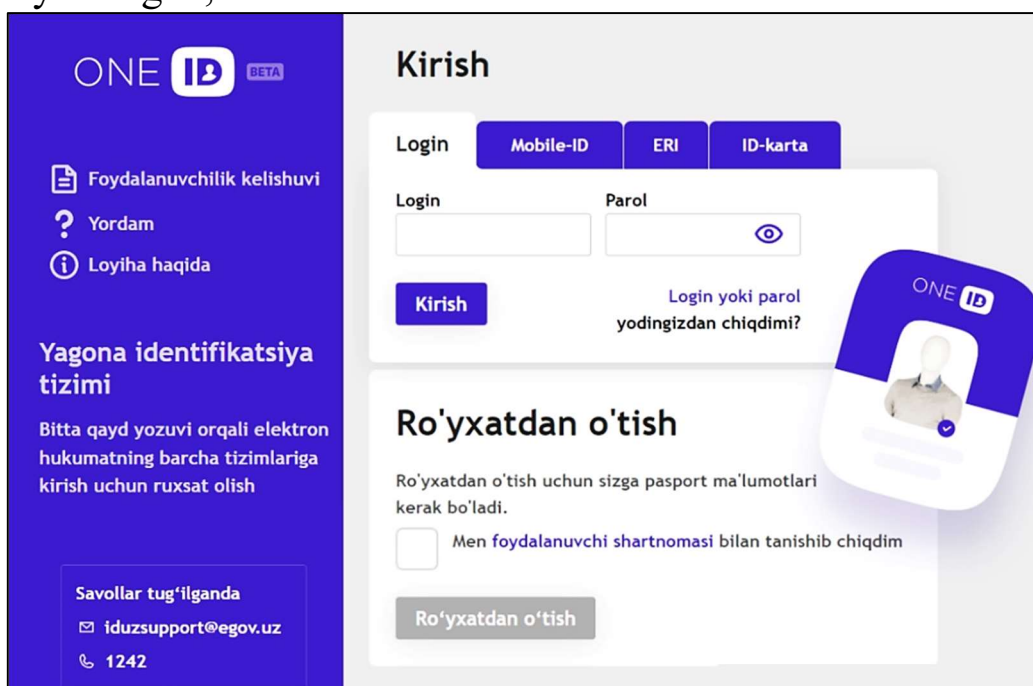 ONE ID BETA
Foydalanuvchilik kelishuvi
Yordam
Loyiha haqida
Yagona identifikatsiya
tizimi
Bitta qayd yozuvi orqali elektron
hukumatning barcha tizimlariga
kirish uchun ruxsat olish
Savollar tug‘ilganda
iduzsupport@egov.uz
1242
Kirish
Login Mobile-ID ERI ID-karta
Login Parol
Kirish
Login yoki parol
yodingizdan chiqdimi?
ONE ID
Ro'yxatdan o'tish
Ro'yxatdan o'tish uchun sizga pasport ma'lumotlari
kerak bo'ladi.
Men foydalanuvchi shartnomasi bilan tanishib chiqdim
Ro‘yxatdan o‘tish